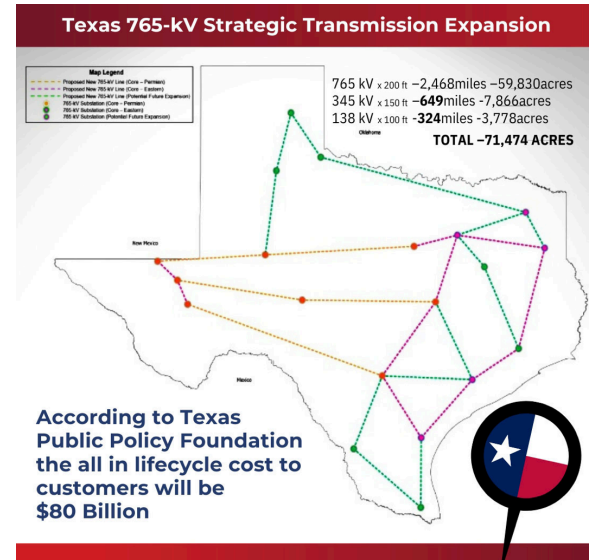 Texas 765-kV Strategic Transmission Expansion
Map Legend
Proposed New 765-kV Line (Core – Permian)
Proposed New 765-kV Line (Core – Eastern)
Proposed New 765-kV Line (Potential Future Expansion)
765-kV Substation (Core – Permian)
765-kV Substation (Core – Eastern)
765-kV Substation (Potential Future Expansion)
765 kV x 200 ft –2,468miles –59,830acres
345 kV x 150 ft –649miles -7,866acres
138 kV x 100 ft -324miles -3,778acres
Oklahoma
TOTAL –71,474 ACRES
New Mexico
Mexico
According to Texas
Public Policy Foundation
the all in lifecycle cost to
customers will be
$80 Billion